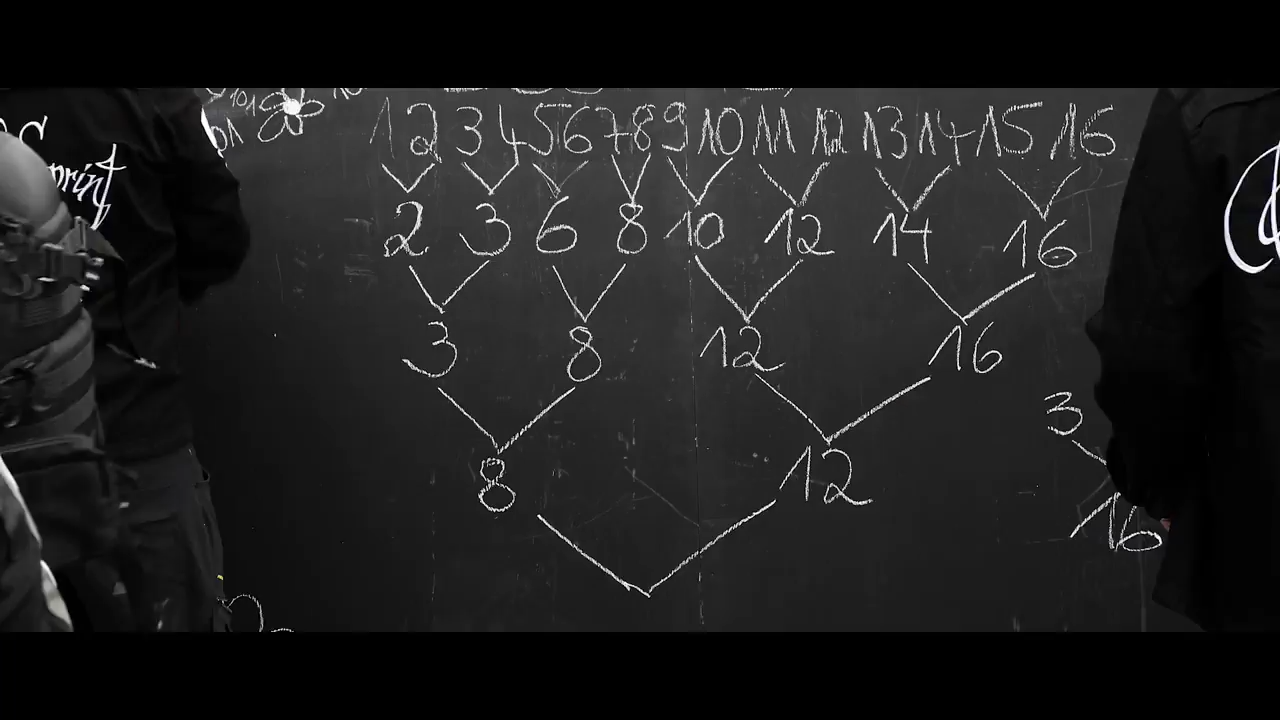 1 2 3 4 5 6 7 8 9 10 11 12 13 14 15 16
2 3 6 8 10 12 14 16
3 8 12 16
3
8 12
16